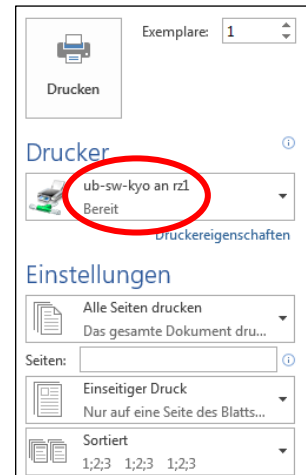 Exemplare: 1
Drucken
Drucker
ub-sw-kyo an rz1
Bereit
Druckereigenschaften
Einstellungen
Alle Seiten drucken
Das gesamte Dokument dru...
Seiten:
Einseitiger Druck
Nur auf eine Seite des Blatts...
Sortiert
1;2;3 1;2;3 1;2;3